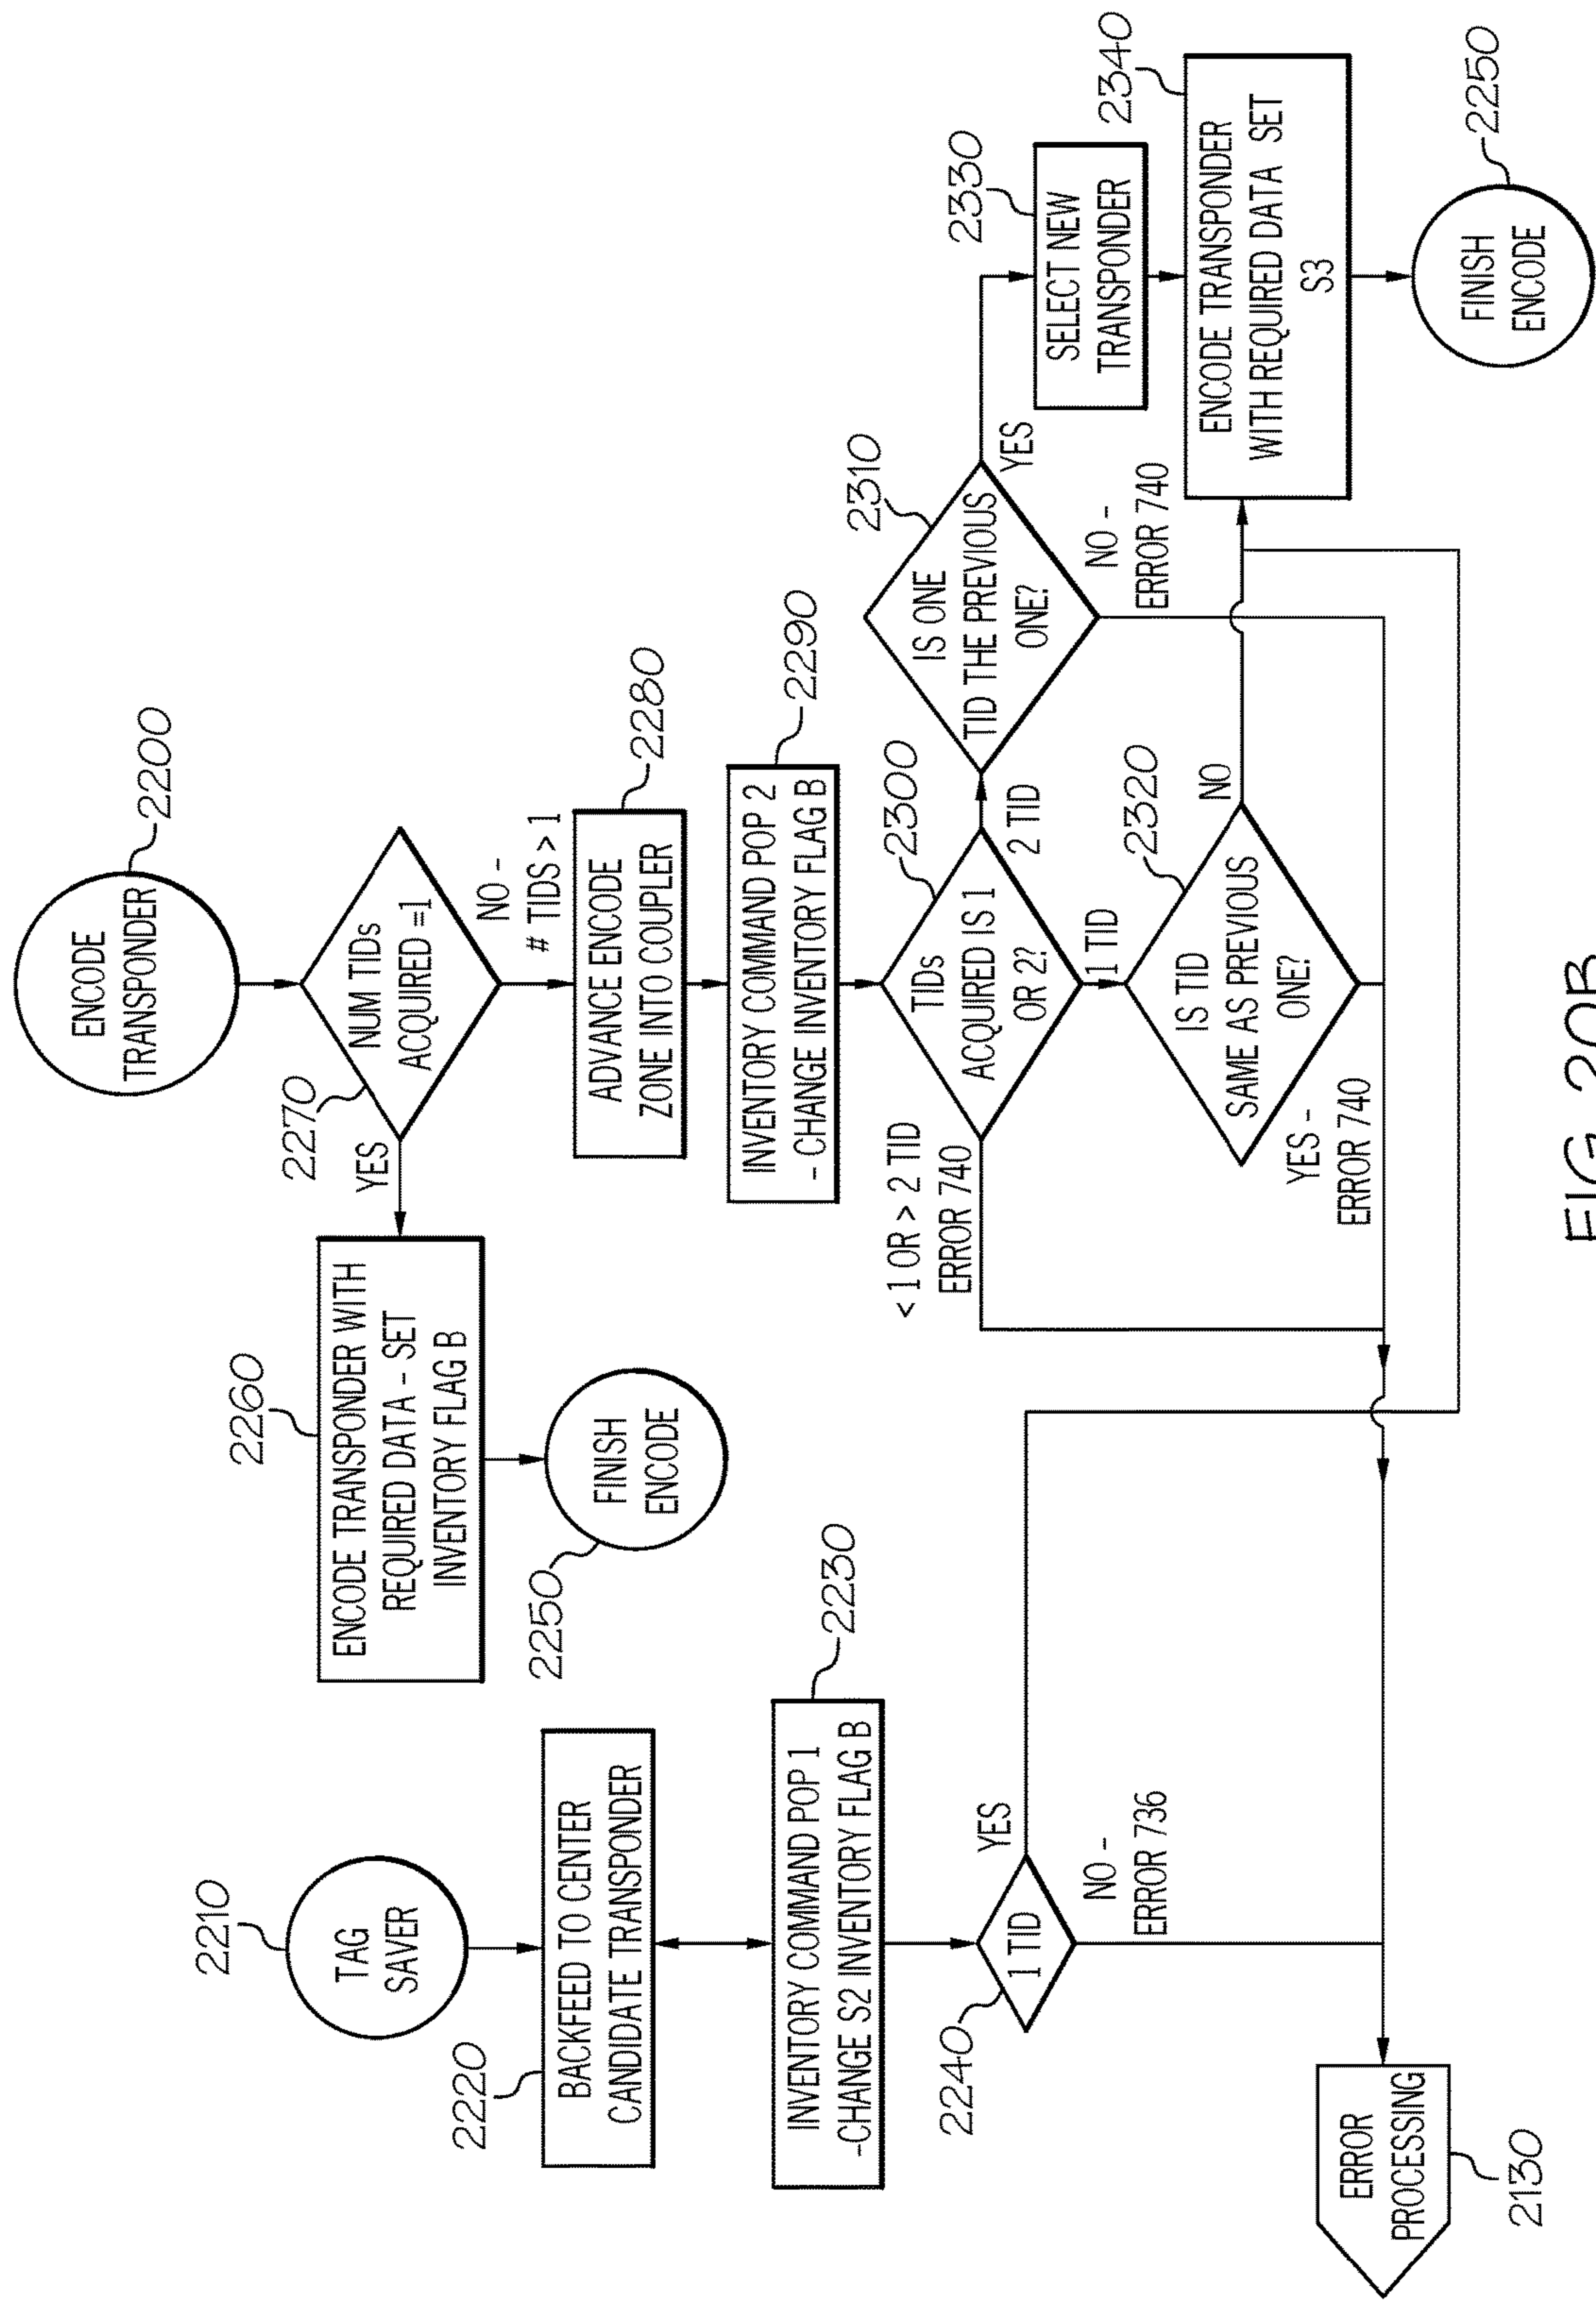 2200
ENCODE
TRANSPONDER
2270
NUM TIDs
ACQUIRED =1
YES
NO -
# TIDS > 1
2260
ENCODE TRANSPONDER WITH
REQUIRED DATA - SET
INVENTORY FLAG B
2250
FINISH
ENCODE
2280
ADVANCE ENCODE
ZONE INTO COUPLER
2290
INVENTORY COMMAND POP 2
- CHANGE INVENTORY FLAG B
2300
TIDs
ACQUIRED IS 1
OR 2?
< 1 OR > 2 TID
ERROR 740
2 TID
1 TID
2310
IS ONE
TID THE PREVIOUS
ONE?
YES
NO -
ERROR 740
2320
IS TID
SAME AS PREVIOUS
ONE?
NO
YES -
ERROR 740
2330
SELECT NEW
TRANSPONDER
2340
ENCODE TRANSPONDER
WITH REQUIRED DATA SET
S3
2250
FINISH
ENCODE
2210
TAG
SAVER
2220
BACKFEED TO CENTER
CANDIDATE TRANSPONDER
2230
INVENTORY COMMAND POP 1
-CHANGE S2 INVENTORY FLAG B
2240
1 TID
YES
NO -
ERROR 736
ERROR
PROCESSING
2130
FIG. 20B